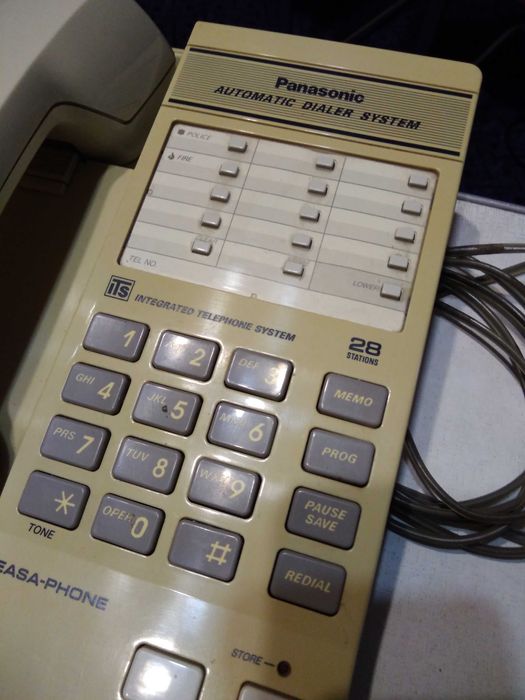 Panasonic
AUTOMATIC DIALER SYSTEM
POLICE
FIRE
TEL NO.
LOWER
iTS INTEGRATED TELEPHONE SYSTEM
28
STATIONS
1
ABC 2
DEF 3
MEMO
GHI 4
JKL 5
MNO 6
PROG
PRS 7
TUV 8
WXY 9
PAUSE
SAVE
*
OPER 0
#
REDIAL
TONE
EASA-PHONE
STORE